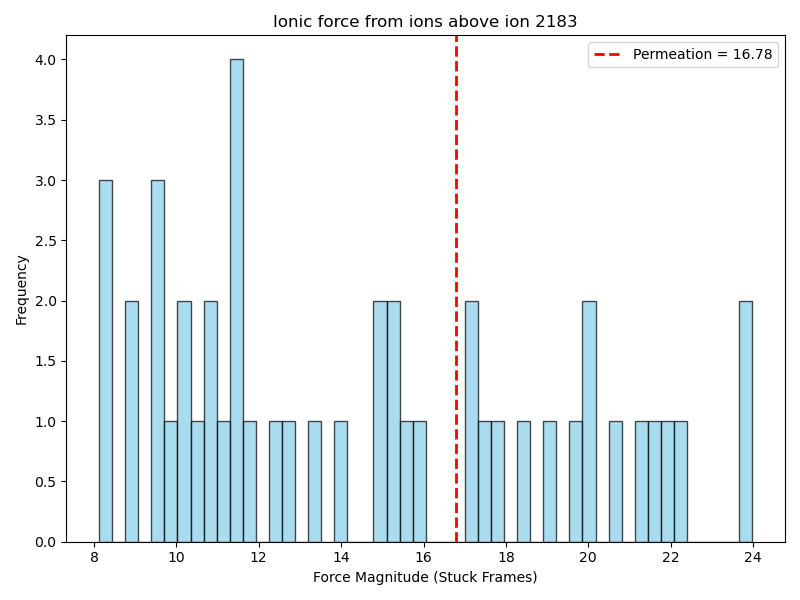 Ionic force from ions above ion 2183
Permeation = 16.78
4.0
3.5
3.0
2.5
2.0
1.5
1.0
0.5
0.0
Frequency
8 10 12 14 16 18 20 22 24
Force Magnitude (Stuck Frames)